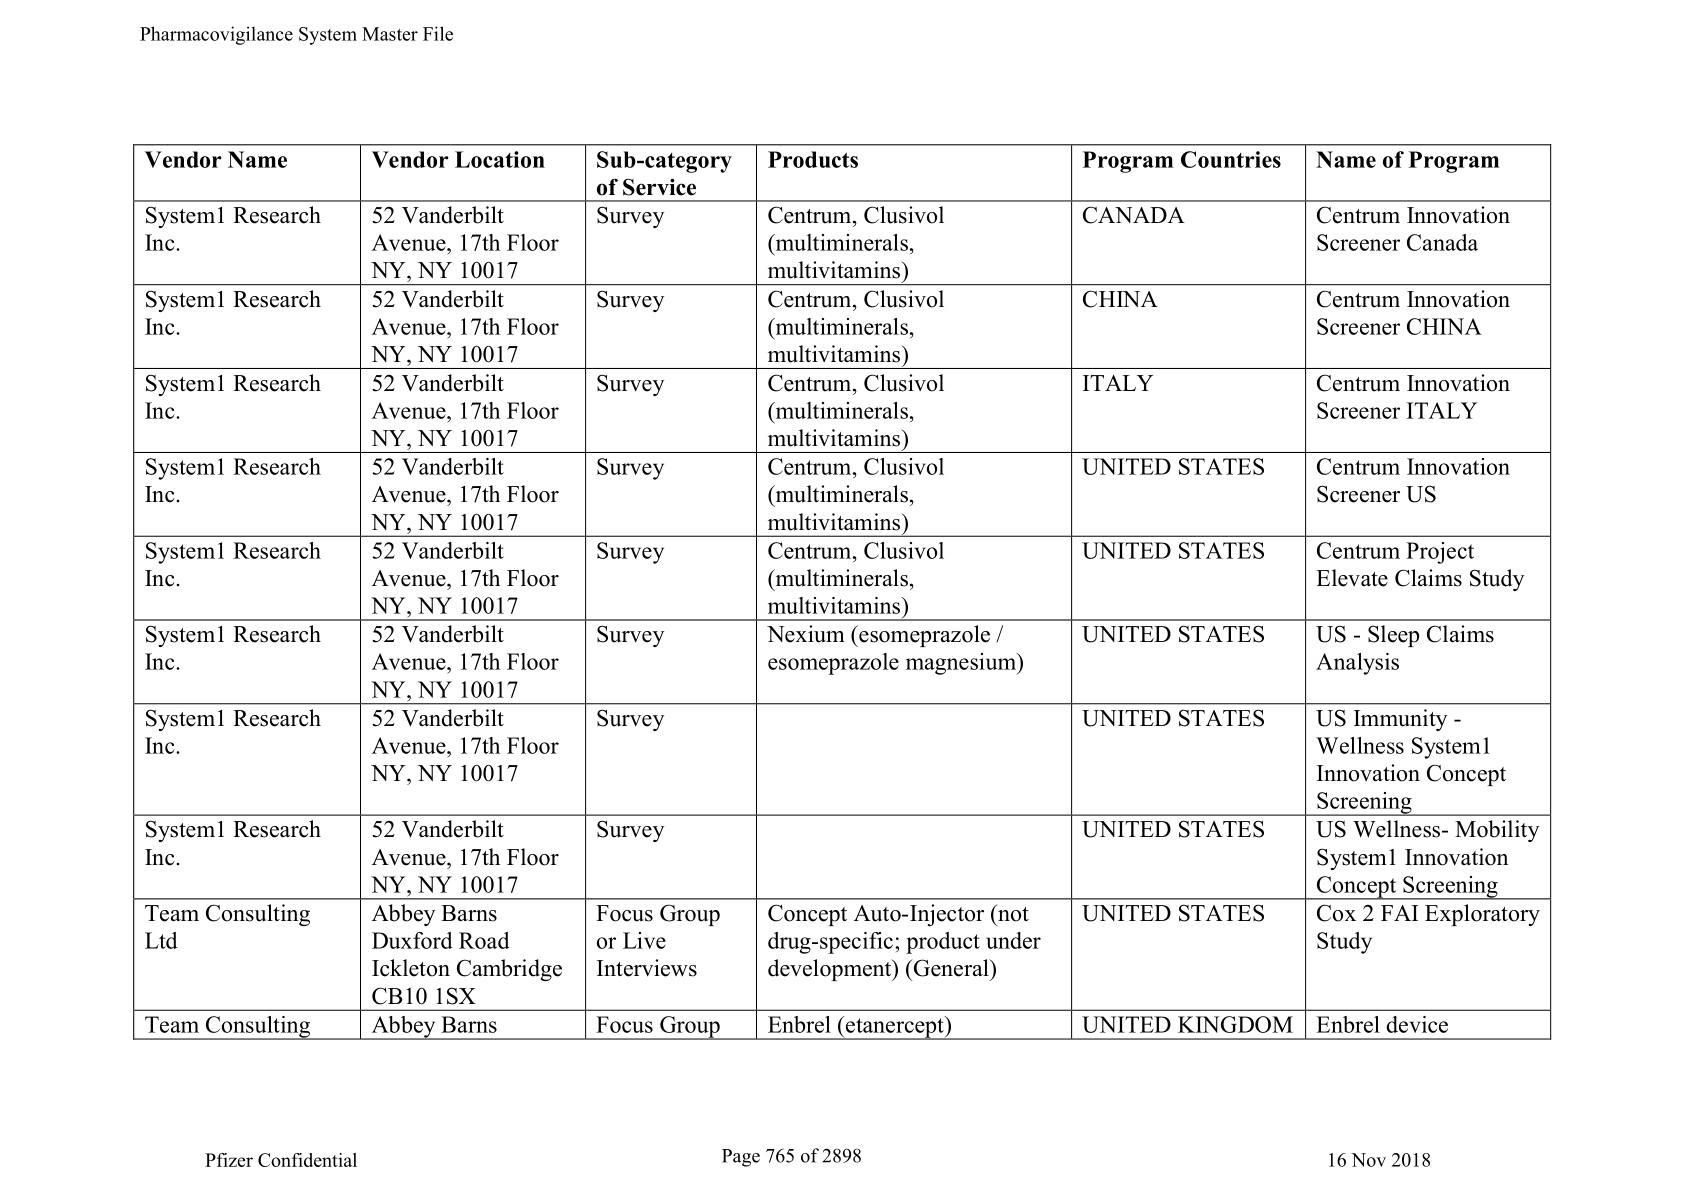 Pharmacovigilance System Master File
Vendor Name Vendor Location Sub-category of Service Products Program Countries Name of Program
System1 Research Inc. 52 Vanderbilt Avenue, 17th Floor NY, NY 10017 Survey Centrum, Clusivol (multiminerals, multivitamins) CANADA Centrum Innovation Screener Canada
System1 Research Inc. 52 Vanderbilt Avenue, 17th Floor NY, NY 10017 Survey Centrum, Clusivol (multiminerals, multivitamins) CHINA Centrum Innovation Screener CHINA
System1 Research Inc. 52 Vanderbilt Avenue, 17th Floor NY, NY 10017 Survey Centrum, Clusivol (multiminerals, multivitamins) ITALY Centrum Innovation Screener ITALY
System1 Research Inc. 52 Vanderbilt Avenue, 17th Floor NY, NY 10017 Survey Centrum, Clusivol (multiminerals, multivitamins) UNITED STATES Centrum Innovation Screener US
System1 Research Inc. 52 Vanderbilt Avenue, 17th Floor NY, NY 10017 Survey Centrum, Clusivol (multiminerals, multivitamins) UNITED STATES Centrum Project Elevate Claims Study
System1 Research Inc. 52 Vanderbilt Avenue, 17th Floor NY, NY 10017 Survey Nexium (esomeprazole / esomeprazole magnesium) UNITED STATES US - Sleep Claims Analysis
System1 Research Inc. 52 Vanderbilt Avenue, 17th Floor NY, NY 10017 Survey UNITED STATES US Immunity - Wellness System1 Innovation Concept Screening
System1 Research Inc. 52 Vanderbilt Avenue, 17th Floor NY, NY 10017 Survey UNITED STATES US Wellness- Mobility System1 Innovation Concept Screening
Team Consulting Ltd Abbey Barns Duxford Road Ickleton Cambridge CB10 1SX Focus Group or Live Interviews Concept Auto-Injector (not drug-specific; product under development) (General) UNITED STATES Cox 2 FAI Exploratory Study
Team Consulting Abbey Barns Focus Group Enbrel (etanercept) UNITED KINGDOM Enbrel device
Pfizer Confidential Page 765 of 2898 16 Nov 2018